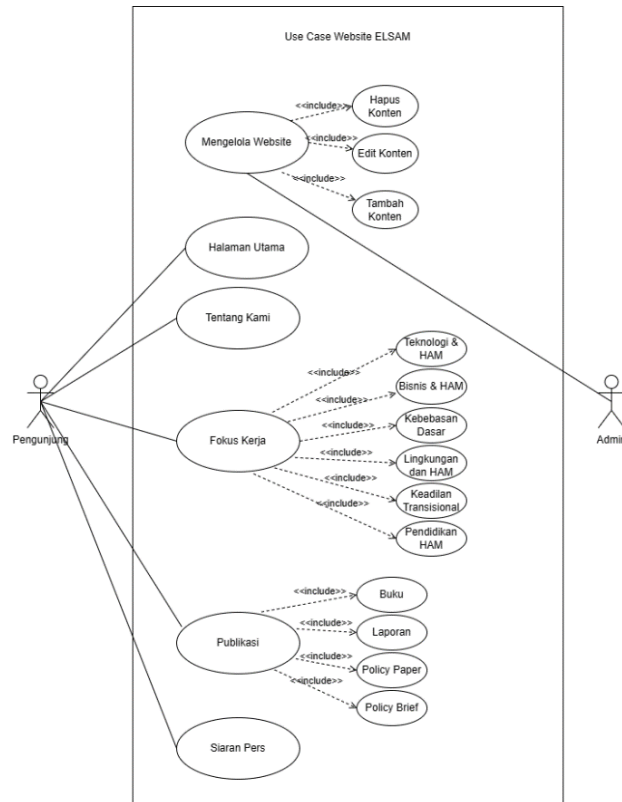 Use Case Website ELSAM
<<include>>
Hapus
Konten
Mengelola Website
<<include>>
Edit Konten
<<include>>
Tambah
Konten
Halaman Utama
Tentang Kami
<<include>>
Teknologi &
HAM
<<include>>
Bisnis & HAM
Pengunjung
Fokus Kerja
<<include>>
Kebebasan
Dasar
Admin
<<include>>
Lingkungan
dan HAM
<<include>>
Keadilan
Transisional
<<include>>
Pendidikan
HAM
<<include>>
Buku
Publikasi
<<include>>
Laporan
<<include>>
Policy Paper
<<include>>
Policy Brief
Siaran Pers